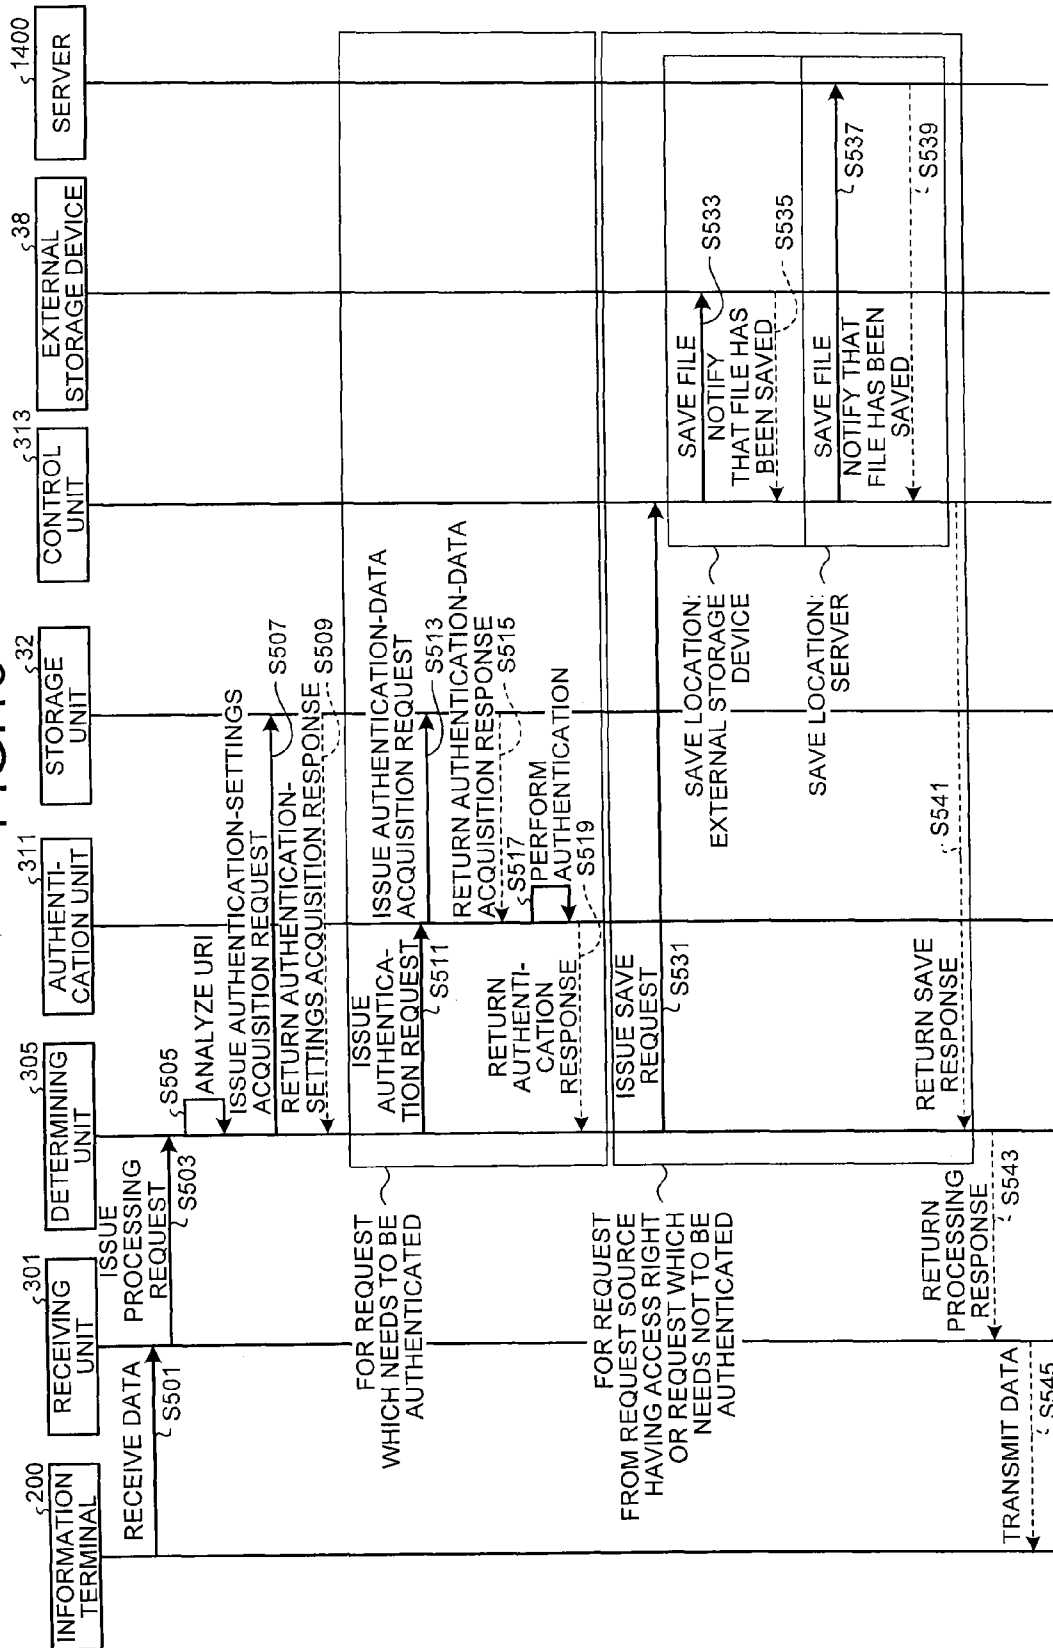 INFORMATION
TERMINAL
200
RECEIVING
UNIT
301
DETERMINING
UNIT
305
AUTHENTI-
CATION UNIT
311
STORAGE
UNIT
32
CONTROL
UNIT
313
EXTERNAL
STORAGE DEVICE
38
SERVER
1400
RECEIVE DATA
S501
ISSUE
PROCESSING
REQUEST
S503
S505
ANALYZE URI
ISSUE AUTHENTICATION-SETTINGS
ACQUISITION REQUEST
S507
RETURN AUTHENTICATION-
SETTINGS ACQUISITION RESPONSE
S509
FOR REQUEST
WHICH NEEDS TO BE
AUTHENTICATED
ISSUE
AUTHENTICA-
TION REQUEST
S511
ISSUE AUTHENTICATION-DATA
ACQUISITION REQUEST
S513
RETURN AUTHENTICATION-DATA
ACQUISITION RESPONSE
S515
S517
PERFORM
AUTHENTICATION
RETURN
AUTHENTI-
CATION
RESPONSE
S519
FOR REQUEST
FROM REQUEST SOURCE
HAVING ACCESS RIGHT
OR REQUEST WHICH
NEEDS NOT TO BE
AUTHENTICATED
ISSUE SAVE
REQUEST
S531
SAVE LOCATION:
EXTERNAL STORAGE
DEVICE
SAVE FILE
S533
NOTIFY
THAT FILE HAS
BEEN SAVED
S535
SAVE LOCATION:
SERVER
SAVE FILE
S537
NOTIFY THAT
FILE HAS BEEN
SAVED
S539
RETURN SAVE
RESPONSE
S541
RETURN
PROCESSING
RESPONSE
S543
TRANSMIT DATA
S545